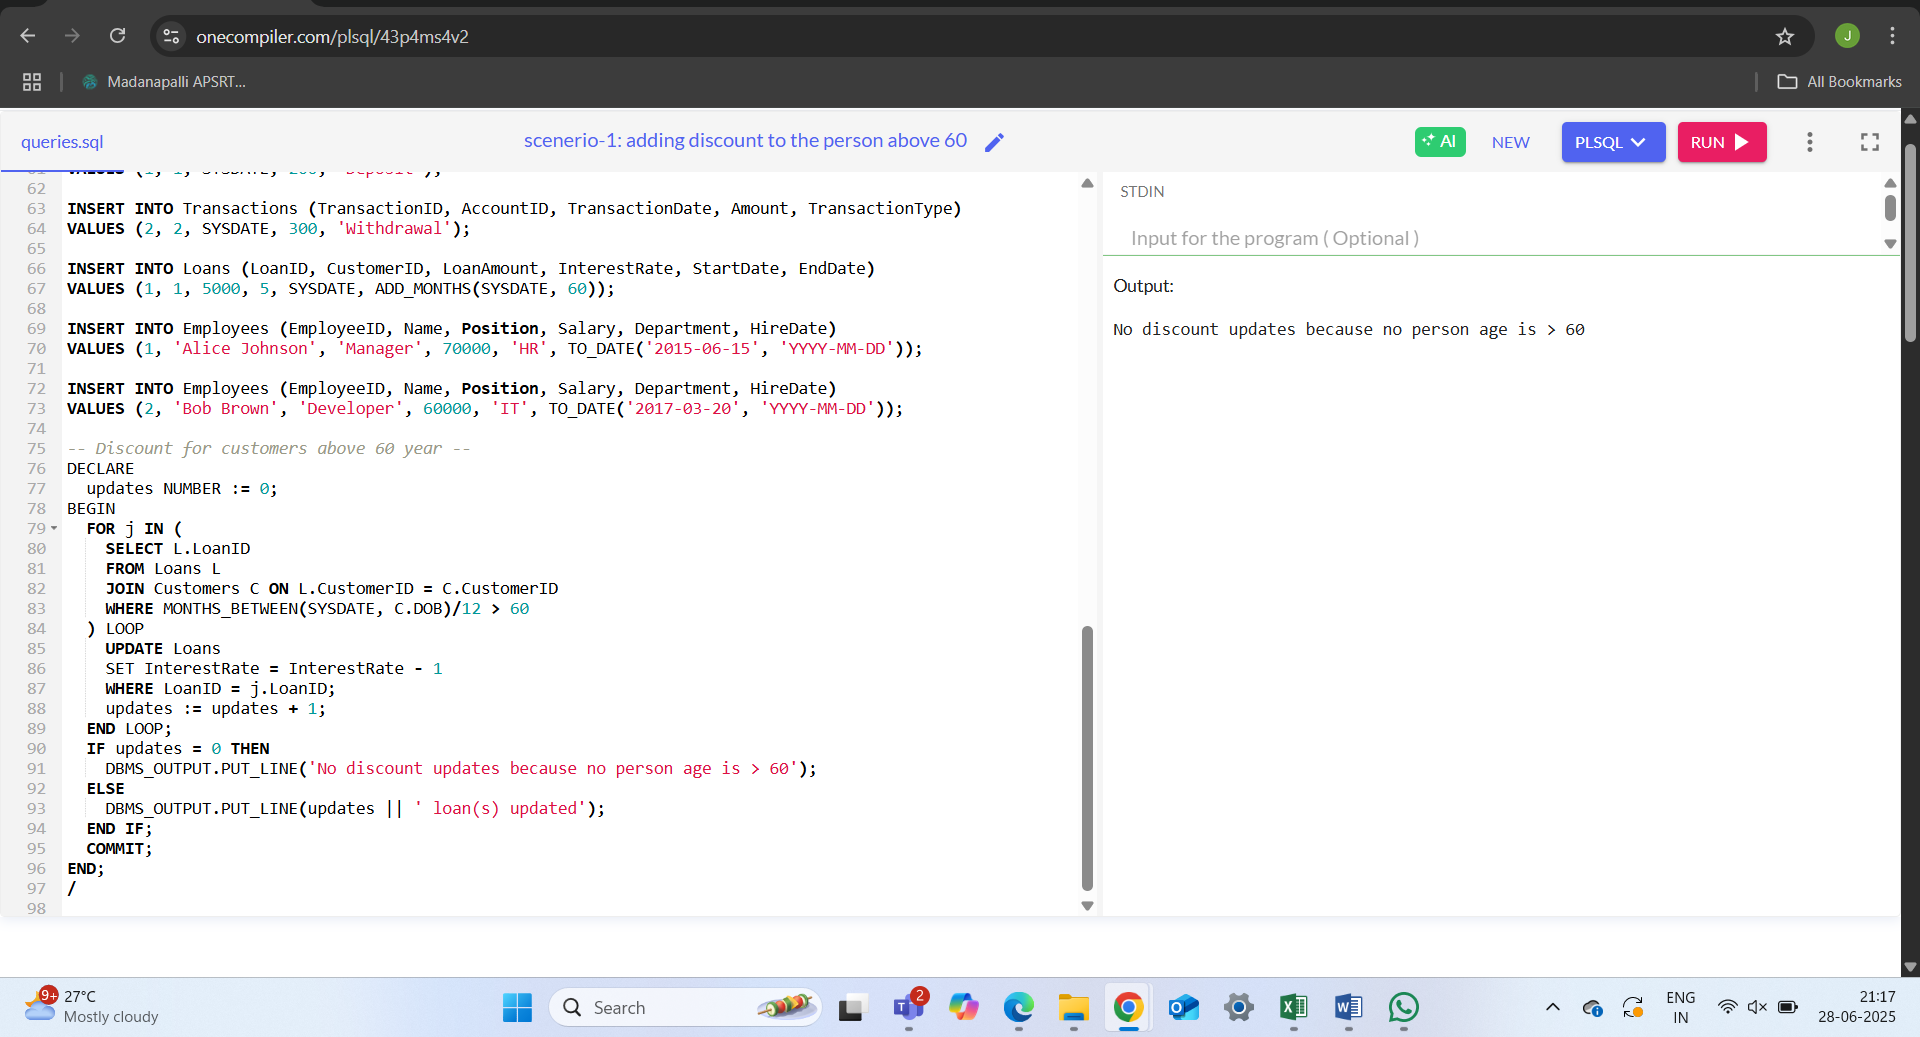 onecompiler.com/plsql/43p4ms4v2
J
Madanapalli APSRT...
All Bookmarks
queries.sql
scenerio-1: adding discount to the person above 60
AI
NEW
PLSQL
RUN
62
63 INSERT INTO Transactions (TransactionID, AccountID, TransactionDate, Amount, TransactionType)
64 VALUES (2, 2, SYSDATE, 300, 'Withdrawal');
65
66 INSERT INTO Loans (LoanID, CustomerID, LoanAmount, InterestRate, StartDate, EndDate)
67 VALUES (1, 1, 5000, 5, SYSDATE, ADD_MONTHS(SYSDATE, 60));
68
69 INSERT INTO Employees (EmployeeID, Name, Position, Salary, Department, HireDate)
70 VALUES (1, 'Alice Johnson', 'Manager', 70000, 'HR', TO_DATE('2015-06-15', 'YYYY-MM-DD'));
71
72 INSERT INTO Employees (EmployeeID, Name, Position, Salary, Department, HireDate)
73 VALUES (2, 'Bob Brown', 'Developer', 60000, 'IT', TO_DATE('2017-03-20', 'YYYY-MM-DD'));
74
75 -- Discount for customers above 60 year --
76 DECLARE
77 updates NUMBER := 0;
78 BEGIN
79 FOR j IN (
80 SELECT L.LoanID
81 FROM Loans L
82 JOIN Customers C ON L.CustomerID = C.CustomerID
83 WHERE MONTHS_BETWEEN(SYSDATE, C.DOB)/12 > 60
84 ) LOOP
85 UPDATE Loans
86 SET InterestRate = InterestRate - 1
87 WHERE LoanID = j.LoanID;
88 updates := updates + 1;
89 END LOOP;
90 IF updates = 0 THEN
91 DBMS_OUTPUT.PUT_LINE('No discount updates because no person age is > 60');
92 ELSE
93 DBMS_OUTPUT.PUT_LINE(updates || ' loan(s) updated');
94 END IF;
95 COMMIT;
96 END;
97 /
98
STDIN
Input for the program ( Optional )
Output:
No discount updates because no person age is > 60
9+
27°C
Mostly cloudy
Search
2
ENG
IN
21:17
28-06-2025